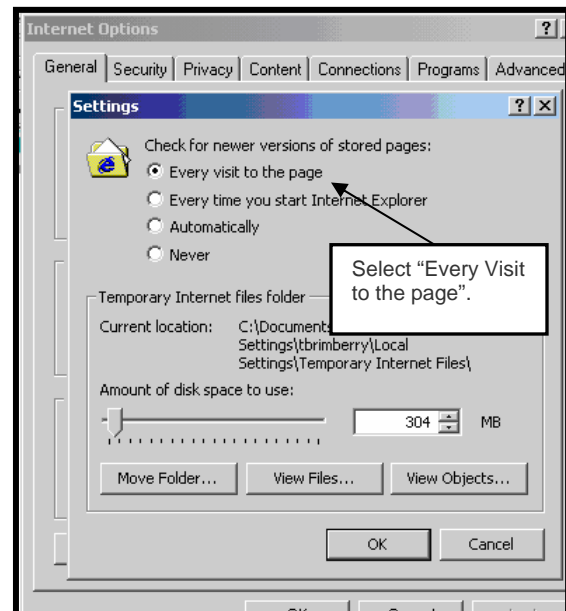 Internet Options
General Security Privacy Content Connections Programs Advanced
Settings
Check for newer versions of stored pages:
Every visit to the page
Every time you start Internet Explorer
Automatically
Never
Select “Every Visit
to the page”.
Temporary Internet files folder
Current location: C:\Documents
Settings\tbrimberry\Local
Settings\Temporary Internet Files\
Amount of disk space to use:
304 MB
Move Folder... View Files... View Objects...
OK Cancel